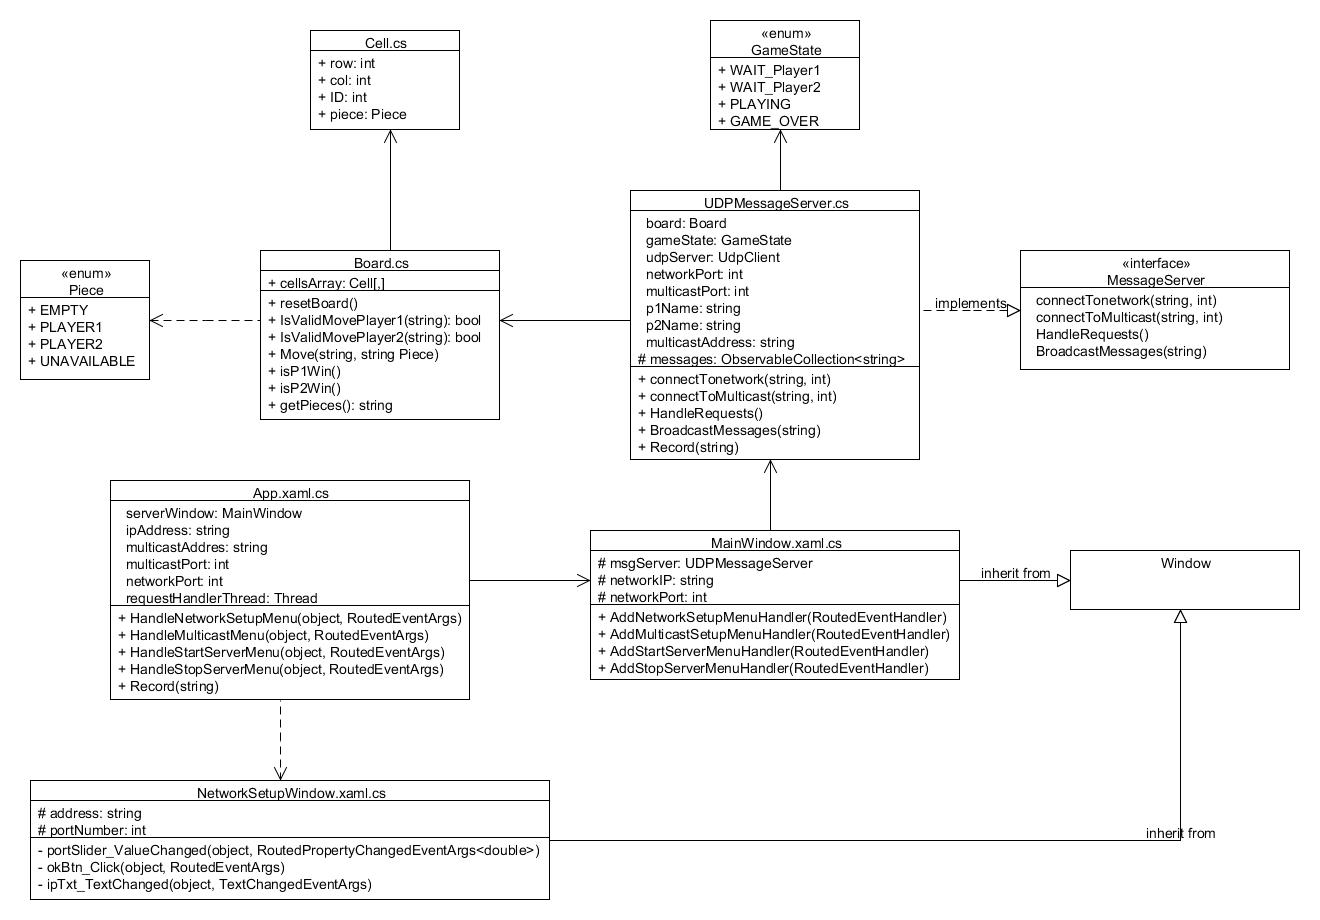 Cell.cs
+ row: int
+ col: int
+ ID: int
+ piece: Piece
«enum»
GameState
+ WAIT_Player1
+ WAIT_Player2
+ PLAYING
+ GAME_OVER
«enum»
Piece
+ EMPTY
+ PLAYER1
+ PLAYER2
+ UNAVAILABLE
Board.cs
+ cellsArray: Cell[,]
+ resetBoard()
+ IsValidMovePlayer1(string): bool
+ IsValidMovePlayer2(string): bool
+ Move(string, string Piece)
+ isP1Win()
+ isP2Win()
+ getPieces(): string
UDPMessageServer.cs
board: Board
gameState: GameState
udpServer: UdpClient
networkPort: int
multicastPort: int
p1Name: string
p2Name: string
multicastAddress: string
# messages: ObservableCollection<string>
+ connectTonetwork(string, int)
+ connectToMulticast(string, int)
+ HandleRequests()
+ BroadcastMessages(string)
+ Record(string)
implements
«interface»
MessageServer
connectTonetwork(string, int)
connectToMulticast(string, int)
HandleRequests()
BroadcastMessages(string)
App.xaml.cs
serverWindow: MainWindow
ipAddress: string
multicastAddres: string
multicastPort: int
networkPort: int
requestHandlerThread: Thread
+ HandleNetworkSetupMenu(object, RoutedEventArgs)
+ HandleMulticastMenu(object, RoutedEventArgs)
+ HandleStartServerMenu(object, RoutedEventArgs)
+ HandleStopServerMenu(object, RoutedEventArgs)
+ Record(string)
MainWindow.xaml.cs
# msgServer: UDPMessageServer
# networkIP: string
# networkPort: int
+ AddNetworkSetupMenuHandler(RoutedEventHandler)
+ AddMulticastSetupMenuHandler(RoutedEventHandler)
+ AddStartServerMenuHandler(RoutedEventHandler)
+ AddStopServerMenuHandler(RoutedEventHandler)
inherit from
Window
NetworkSetupWindow.xaml.cs
# address: string
# portNumber: int
- portSlider_ValueChanged(object, RoutedPropertyChangedEventArgs<double>)
- okBtn_Click(object, RoutedEventArgs)
- ipTxt_TextChanged(object, TextChangedEventArgs)
inherit from